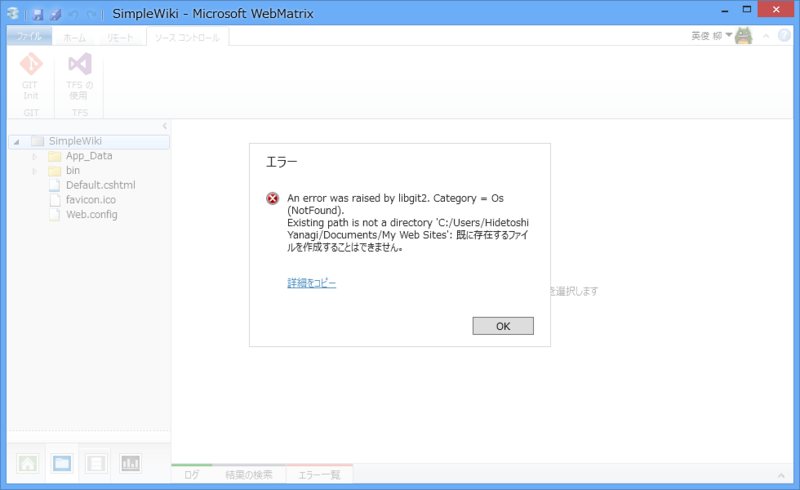 SimpleWiki - Microsoft WebMatrix
ファイル
ホーム
リモート
ソース コントロール
英俊 柳
GIT
Init
TFS の
使用
GIT
TFS
SimpleWiki
App_Data
bin
Default.cshtml
favicon.ico
Web.config
エラー
An error was raised by libgit2. Category = Os
(NotFound).
Existing path is not a directory 'C:/Users/Hidetoshi
Yanagi/Documents/My Web Sites': 既に存在するファイ
ルを作成することはできません。
詳細をコピー
を選択します
OK
ログ
結果の検索
エラー一覧